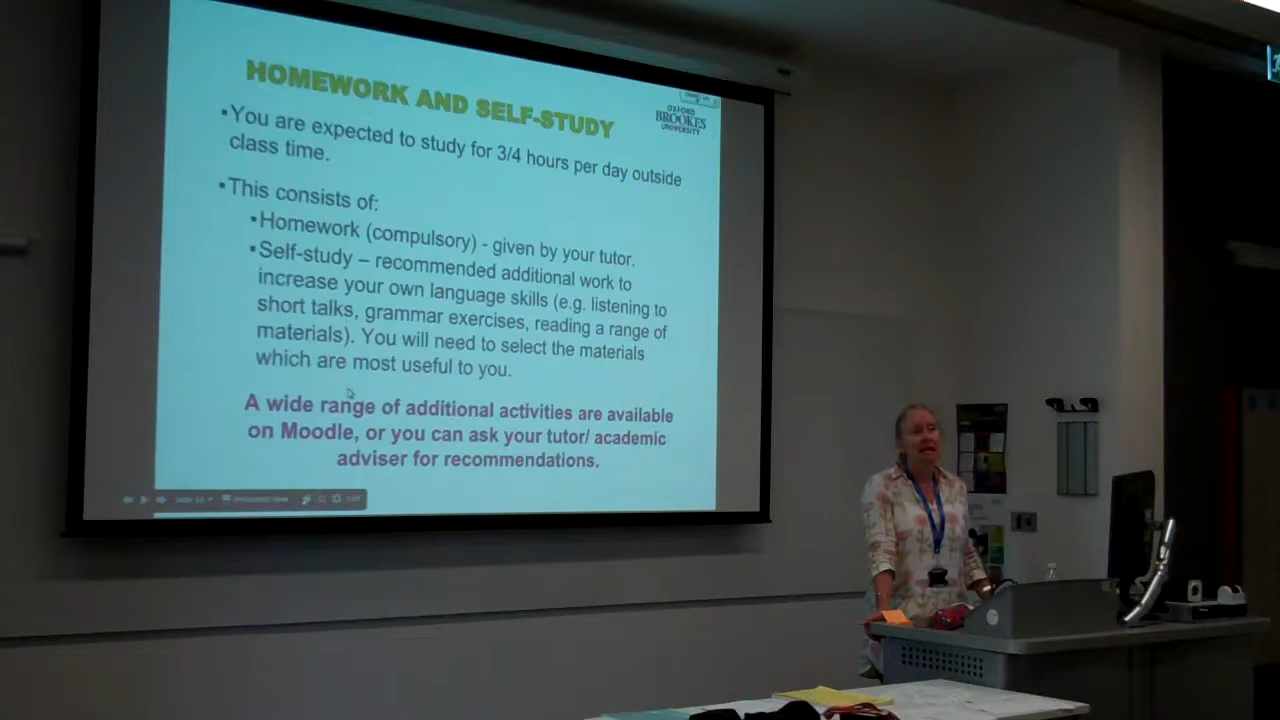 HOMEWORK AND SELF-STUDY
OXFORD
BROOKES
UNIVERSITY
▪You are expected to study for 3/4 hours per day outside
class time.
▪This consists of:
▪Homework (compulsory) - given by your tutor.
▪Self-study – recommended additional work to
increase your own language skills (e.g. listening to
short talks, grammar exercises, reading a range of
materials). You will need to select the materials
which are most useful to you.
A wide range of additional activities are available
on Moodle, or you can ask your tutor/ academic
adviser for recommendations.